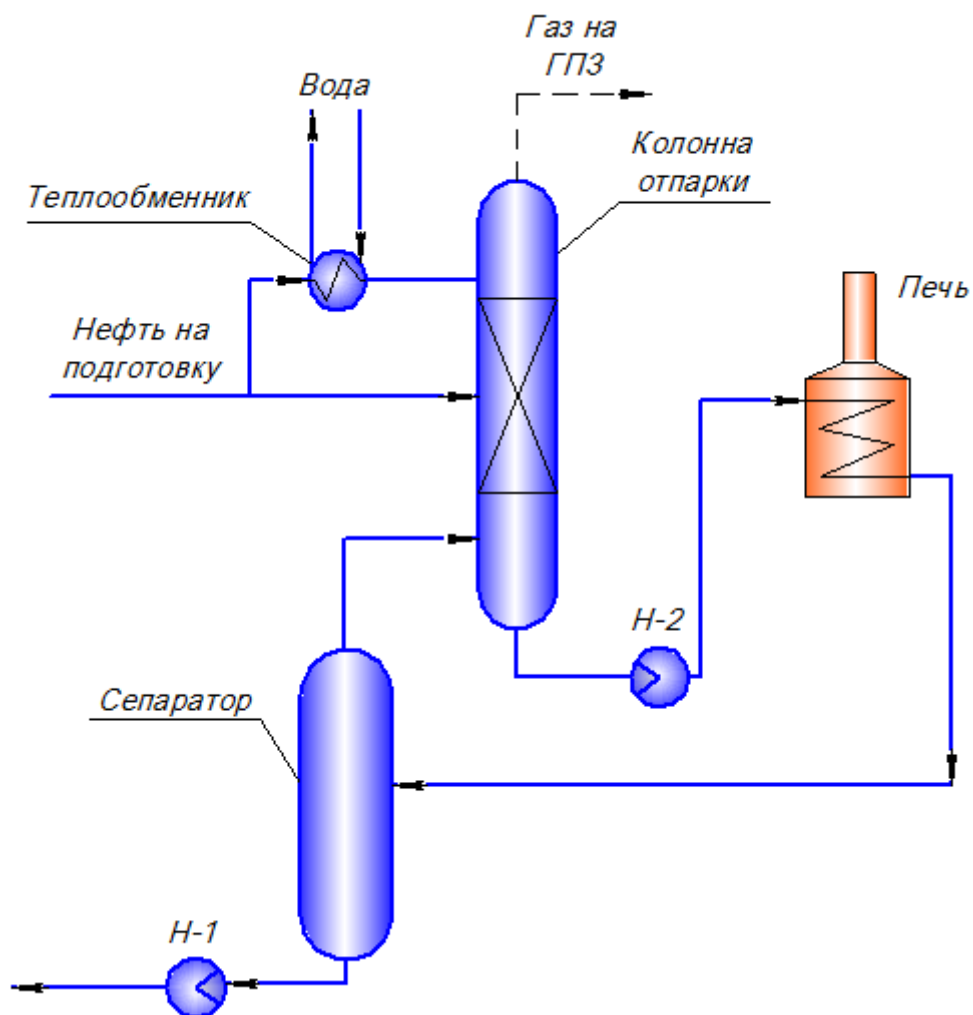 Газ на
ГПЗ
Вода
Колонна
отпарки
Теплообменник
Печь
Нефть на
подготовку
Н-2
Сепаратор
Н-1